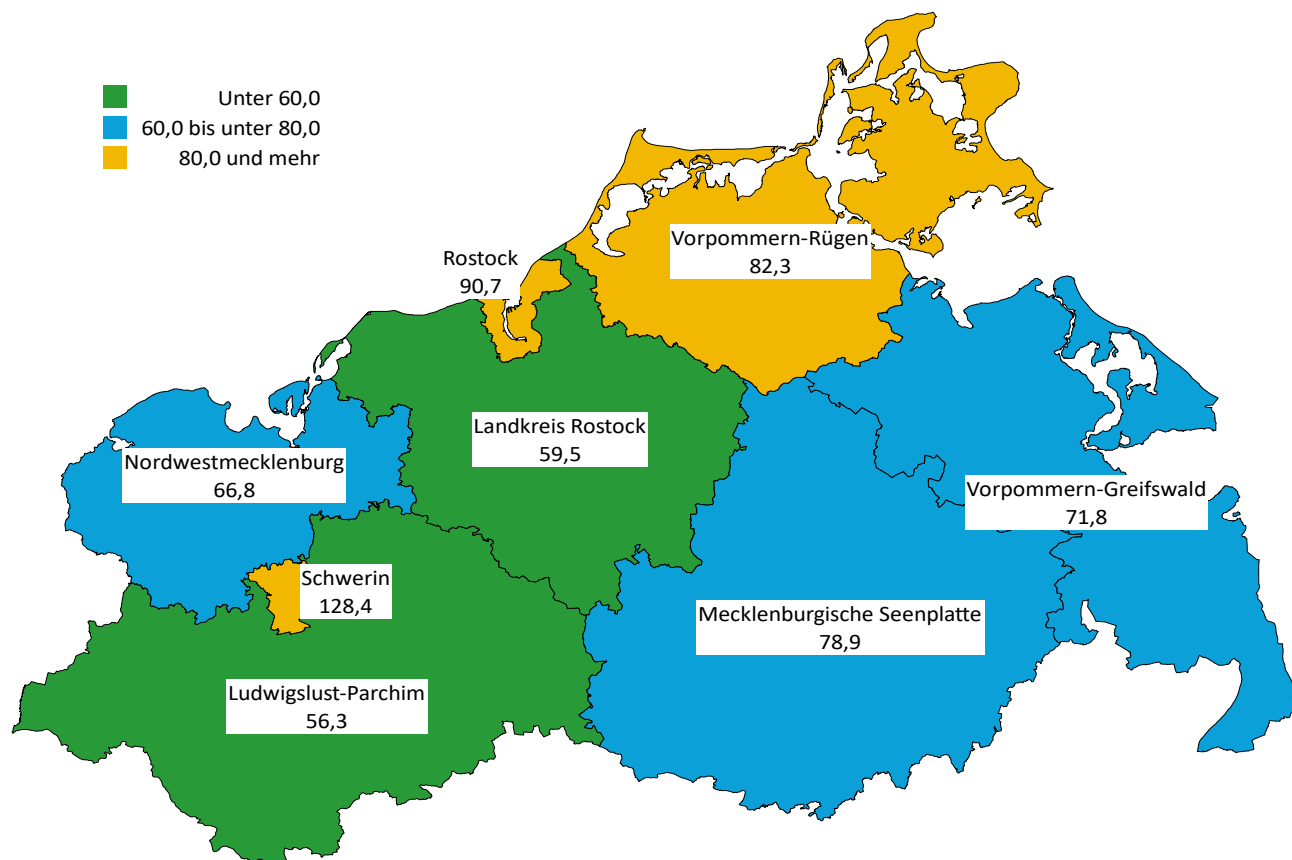 Unter 60,0
60,0 bis unter 80,0
80,0 und mehr
Vorpommern-Rügen
82,3
Rostock
90,7
Landkreis Rostock
59,5
Nordwestmecklenburg
66,8
Vorpommern-Greifswald
71,8
Schwerin
128,4
Mecklenburgische Seenplatte
78,9
Ludwigslust-Parchim
56,3